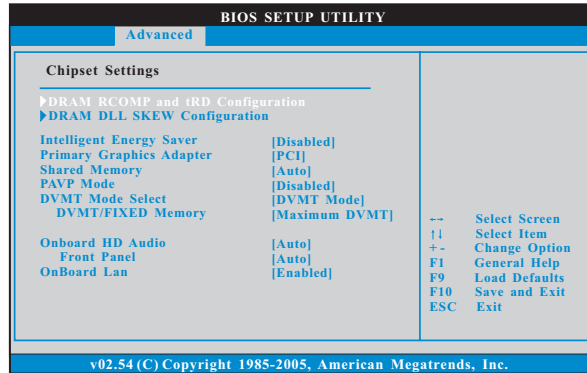 BIOS SETUP UTILITY
Advanced
Chipset Settings
DRAM RCOMP and tRD Configuration
DRAM DLL SKEW Configuration
Intelligent Energy Saver [Disabled]
Primary Graphics Adapter [PCI]
Shared Memory [Auto]
PAVP Mode [Disabled]
DVMT Mode Select [DVMT Mode]
DVMT/FIXED Memory [Maximum DVMT]
Onboard HD Audio [Auto]
Front Panel [Auto]
OnBoard Lan [Enabled]
←→ Select Screen
↑↓ Select Item
+ - Change Option
F1 General Help
F9 Load Defaults
F10 Save and Exit
ESC Exit
v02.54 (C) Copyright 1985-2005, American Megatrends, Inc.